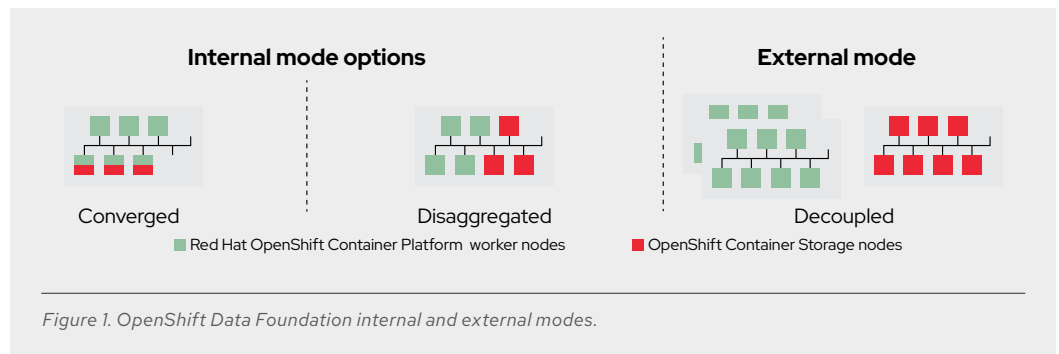 Internal mode options
External mode
Converged
Disaggregated
Decoupled
Red Hat OpenShift Container Platform worker nodes
OpenShift Container Storage nodes
Figure 1. OpenShift Data Foundation internal and external modes.